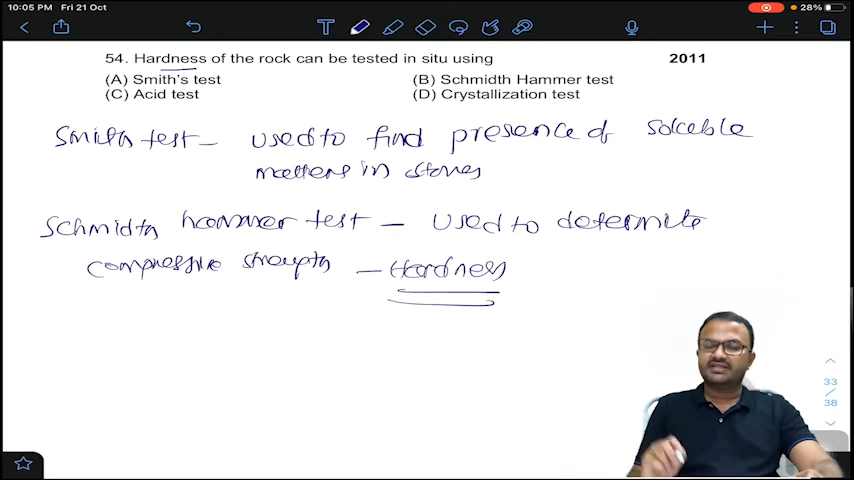 10:05 PM Fri 21 Oct
28%
54. Hardness of the rock can be tested in situ using 2011
(A) Smith's test (B) Schmidth Hammer test
(C) Acid test (D) Crystallization test
Smith test – used to find presence of soluble
matters in stones
Schmidth hammer test – used to determine
compressive strength – Hardness
33
38